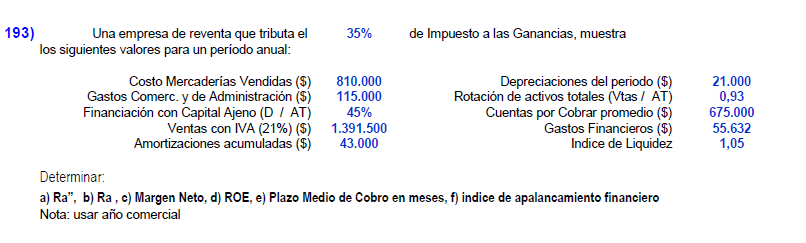 193) Una empresa de reventa que tributa el 35% de Impuesto a las Ganancias, muestra
los siguientes valores para un período anual:
Costo Mercaderías Vendidas ($) 810.000 Depreciaciones del periodo ($) 21.000
Gastos Comerc. y de Administración ($) 115.000 Rotación de activos totales (Vtas / AT) 0,93
Financiación con Capital Ajeno (D / AT) 45% Cuentas por Cobrar promedio ($) 675.000
Ventas con IVA (21%) ($) 1.391.500 Gastos Financieros ($) 55.632
Amortizaciones acumuladas ($) 43.000 Indice de Liquidez 1,05
Determinar:
a) Ra”, b) Ra , c) Margen Neto, d) ROE, e) Plazo Medio de Cobro en meses, f) indice de apalancamiento financiero
Nota: usar año comercial